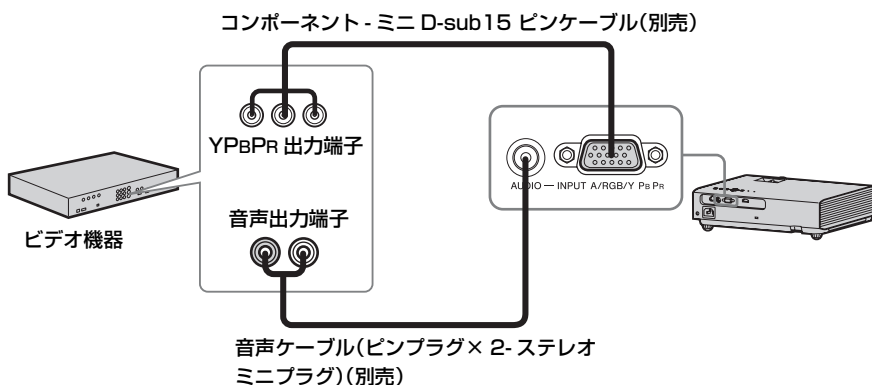 コンポーネント - ミニ D-sub15 ピンケーブル（別売）
YPBPR 出力端子
ビデオ機器
AUDIO — INPUT A/RGB/Y PB PR
音声出力端子
音声ケーブル（ピンプラグ× 2- ステレオ
ミニプラグ）（別売）